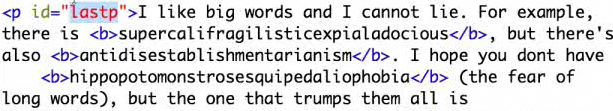 <p id="lastp">I like big words and I cannot lie. For example,
there is <b>supercalifragilisticexpialadocious</b>, but there's
also <b>antidisestablishmentarianism</b>. I hope you dont have
<b>hippopotomonstrosesquipedaliophobia</b> (the fear of
long words), but the one that trumps them all is